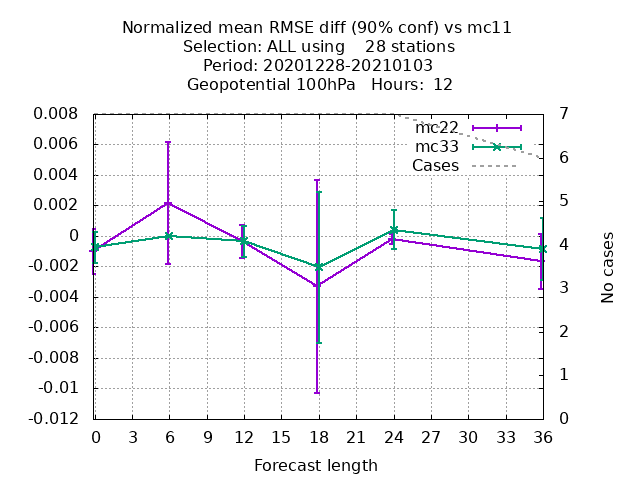 Normalized mean RMSE diff (90% conf) vs mc11
Selection: ALL using    28 stations
Period: 20201228-20210103
Geopotential 100hPa   Hours:  12
0.008
0.006
0.004
0.002
0
-0.002
-0.004
-0.006
-0.008
-0.01
-0.012
7
6
5
4
3
2
1
0
No cases
mc22
mc33
Cases
0 3 6 9 12 15 18 21 24 27 30 33 36
Forecast length